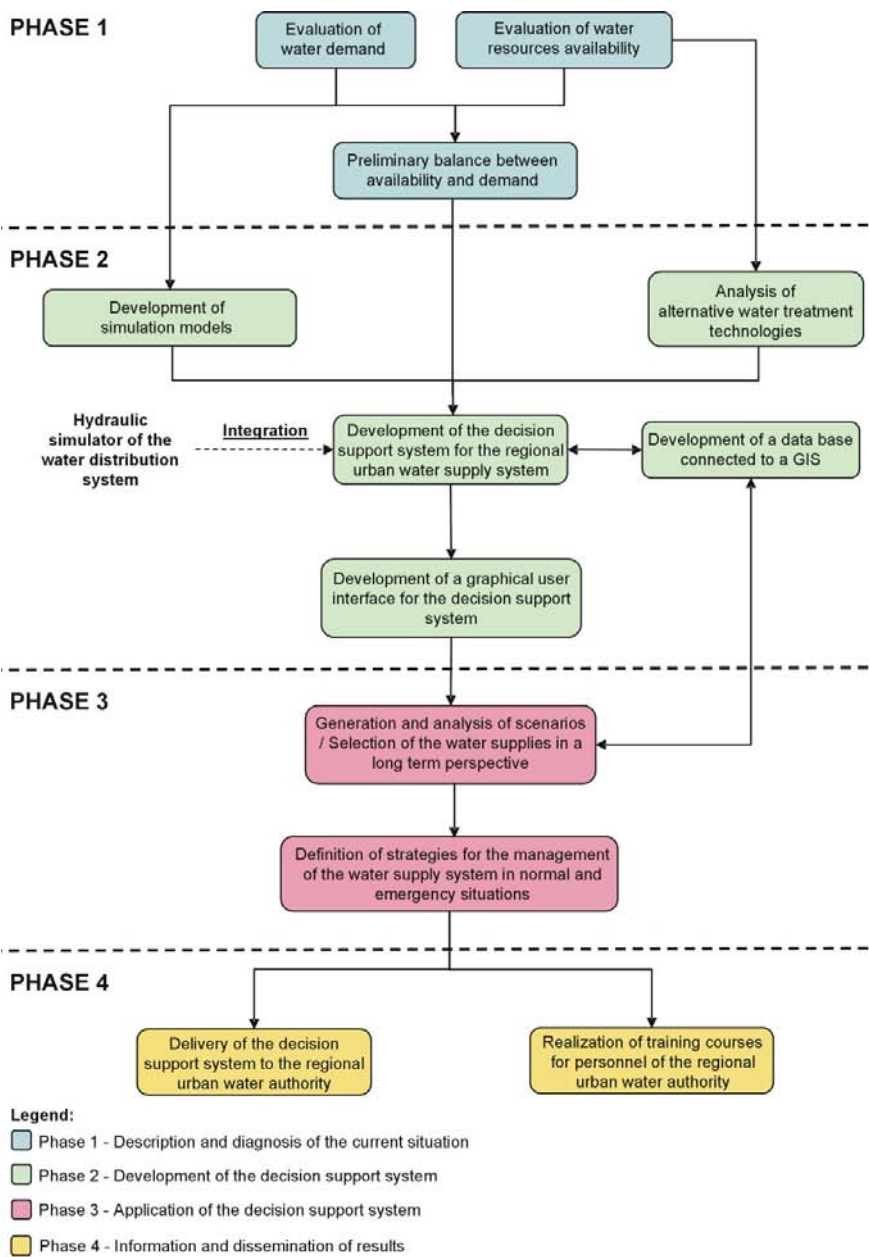 PHASE 1
Evaluation of
water demand
Evaluation of water
resources availability
Preliminary balance between
availability and demand
PHASE 2
Development of
simulation models
Analysis of
alternative water treatment
technologies
Hydraulic
simulator of the
water distribution
system
Integration
Development of the decision
support system for the regional
urban water supply system
Development of a data base
connected to a GIS
Development of a graphical user
interface for the decision support
system
PHASE 3
Generation and analysis of scenarios
/ Selection of the water supplies in a
long term perspective
Definition of strategies for the management
of the water supply system in normal and
emergency situations
PHASE 4
Delivery of the decision
support system to the regional
urban water authority
Realization of training courses
for personnel of the regional
urban water authority
Legend:
Phase 1 - Description and diagnosis of the current situation
Phase 2 - Development of the decision support system
Phase 3 - Application of the decision support system
Phase 4 - Information and dissemination of results